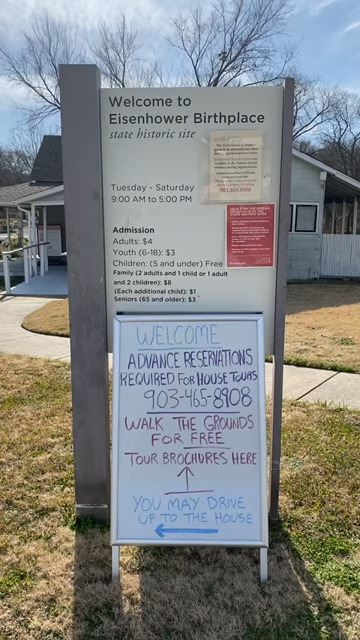 Welcome to
Eisenhower Birthplace
state historic site
Tuesday - Saturday
9:00 AM to 5:00 PM
Admission
Adults: $4
Youth (6-18): $3
Children: (5 and under) Free
Family (2 adults and 1 child or 1 adult
and 2 children): $8
(Each additional child): $1
Seniors (65 and older): $3
WELCOME
ADVANCE RESERVATIONS
REQUIRED FOR HOUSE TOURS
903-465-8908
WALK THE GROUNDS
FOR FREE
TOUR BROCHURES HERE
YOU MAY DRIVE
UP TO THE HOUSE